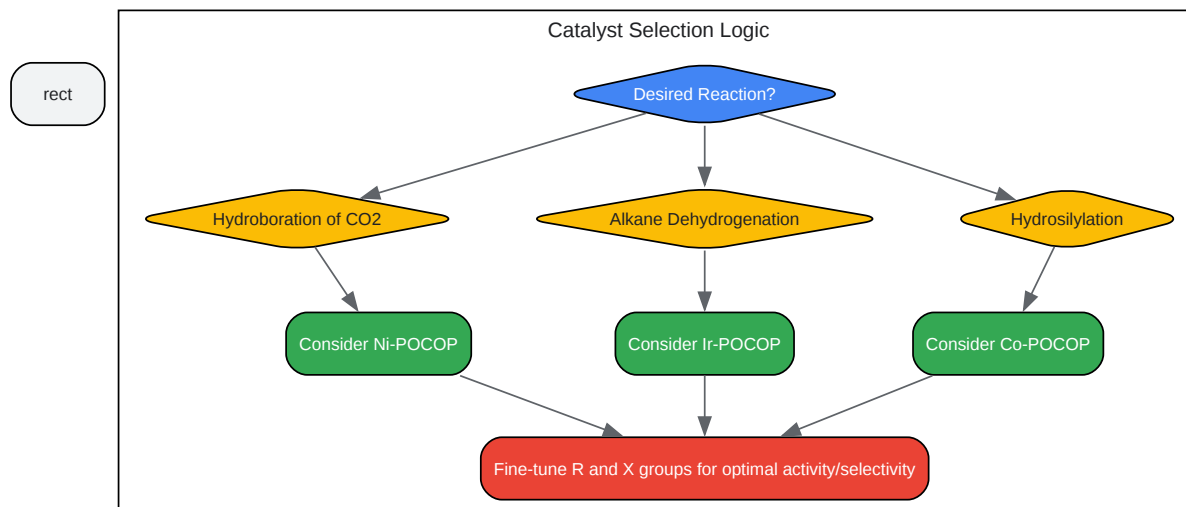 Catalyst Selection Logic
rect
Desired Reaction?
Hydroboration of CO2
Alkane Dehydrogenation
Hydrosilylation
Consider Ni-POCOP
Consider Ir-POCOP
Consider Co-POCOP
Fine-tune R and X groups for optimal activity/selectivity